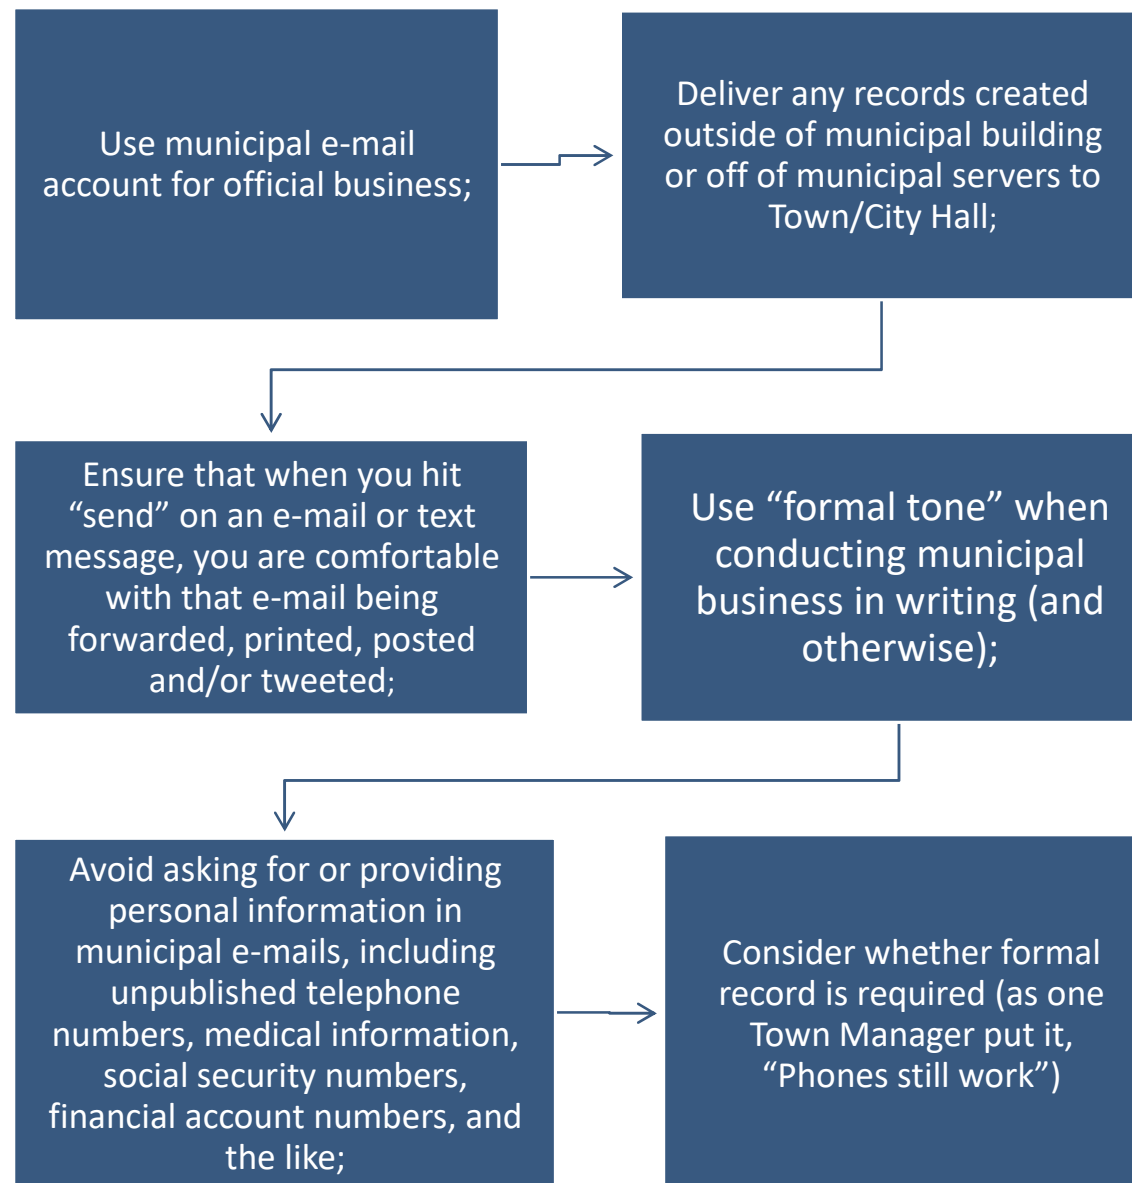 Use municipal e-mail
account for official business;
Deliver any records created
outside of municipal building
or off of municipal servers to
Town/City Hall;
Ensure that when you hit
“send” on an e-mail or text
message, you are comfortable
with that e-mail being
forwarded, printed, posted
and/or tweeted;
Use “formal tone” when
conducting municipal
business in writing (and
otherwise);
Avoid asking for or providing
personal information in
municipal e-mails, including
unpublished telephone
numbers, medical information,
social security numbers,
financial account numbers, and
the like;
Consider whether formal
record is required (as one
Town Manager put it,
“Phones still work”)